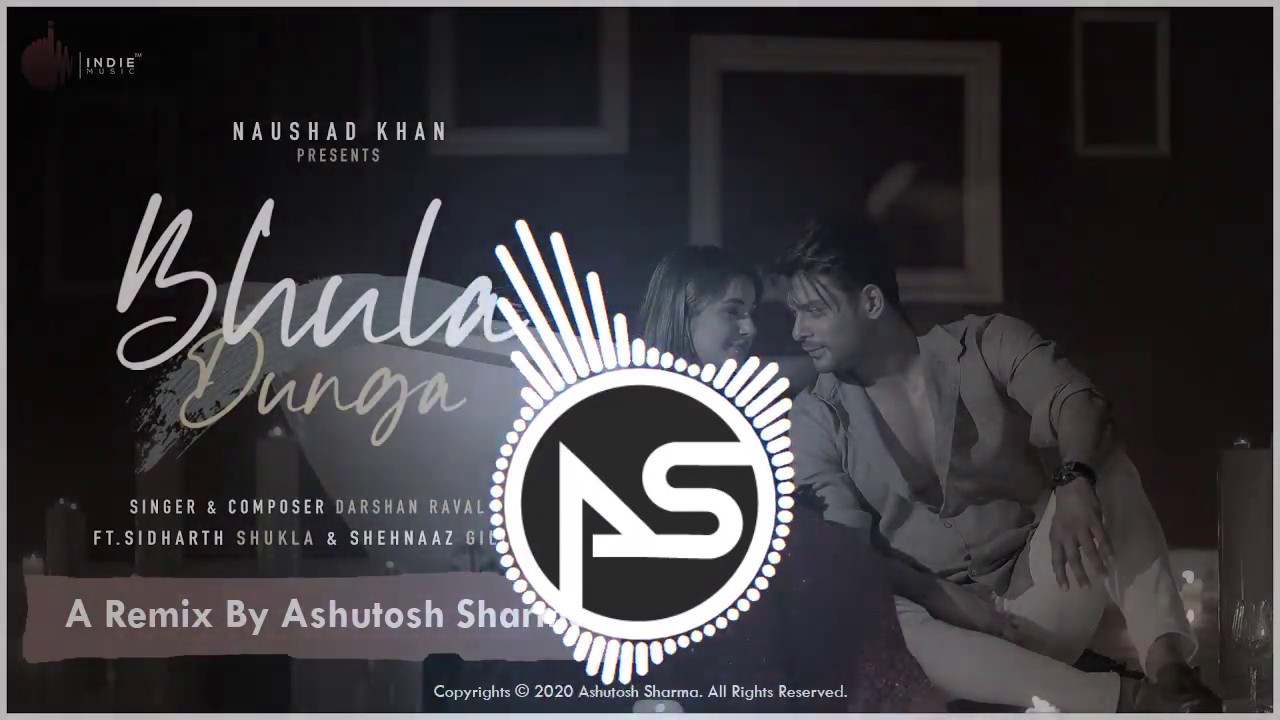 INDIE™
MUSIC
NAUSHAD KHAN
PRESENTS
Bhula
Dunga
SINGER & COMPOSER DARSHAN RAVAL
FT.SIDHARTH SHUKLA & SHEHNAAZ
A Remix By Ashutosh
AS
Copyrights © 2020 Ashutosh Sharma. All Rights Reserved.